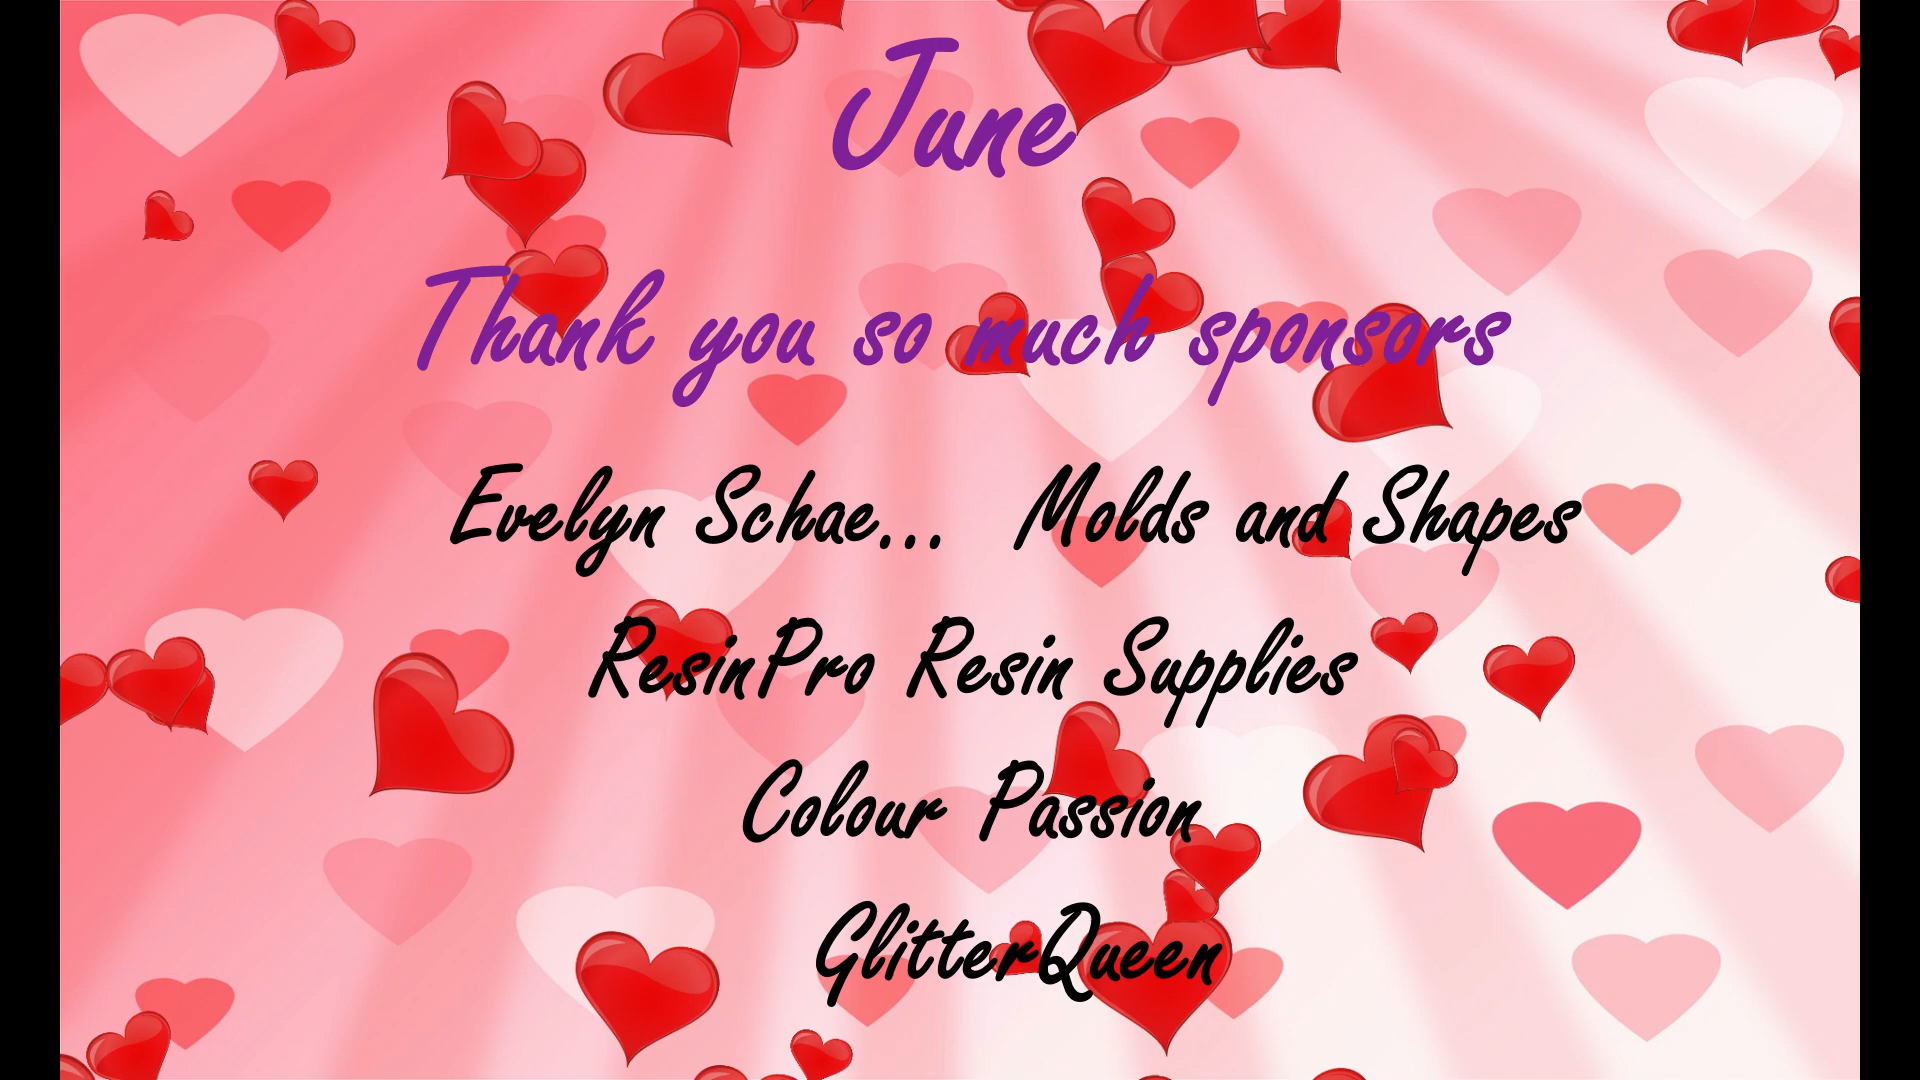 June
Thank you so much sponsors
Evelyn Schae... Molds and Shapes
ResinPro Resin Supplies
Colour Passion
GlitterQueen